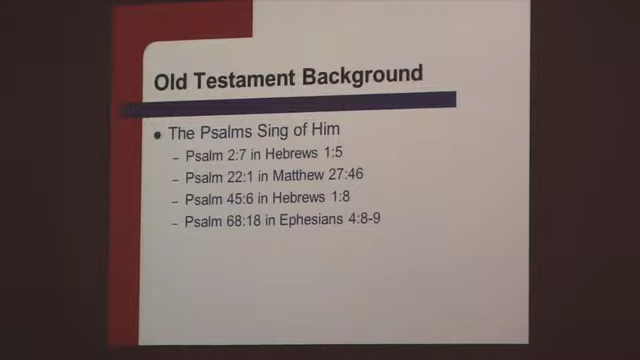 Old Testament Background
• The Psalms Sing of Him
– Psalm 2:7 in Hebrews 1:5
– Psalm 22:1 in Matthew 27:46
– Psalm 45:6 in Hebrews 1:8
– Psalm 68:18 in Ephesians 4:8-9